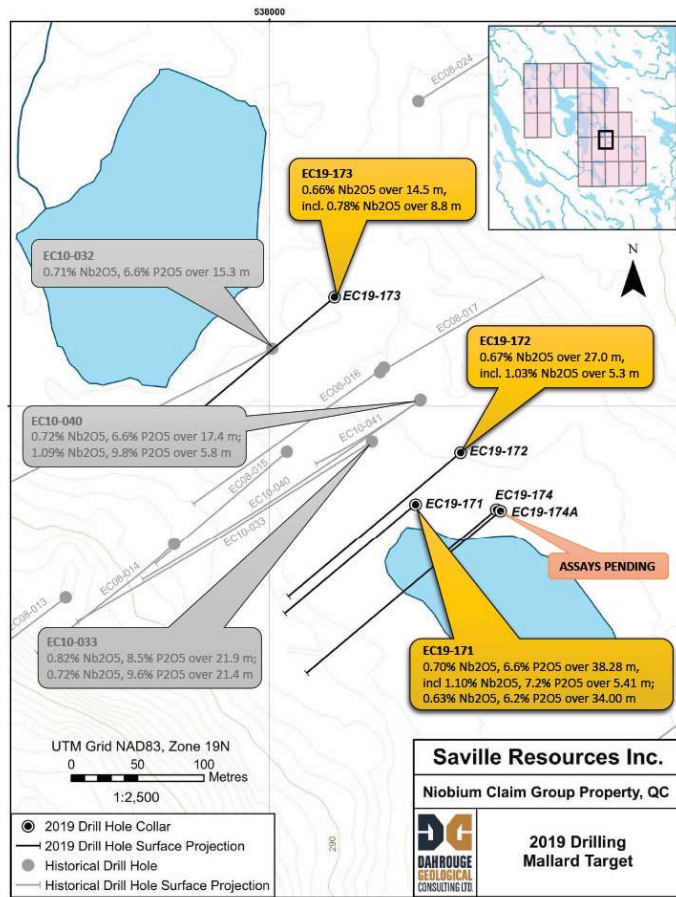 538000
EC08-024
EC19-173
0.66% Nb2O5 over 14.5 m,
incl. 0.78% Nb2O5 over 8.8 m
N
EC10-032
0.71% Nb2O5, 6.6% P2O5 over 15.3 m
EC19-173
EC08-017
EC19-172
0.67% Nb2O5 over 27.0 m,
incl. 1.03% Nb2O5 over 5.3 m
EC08-016
EC10-040
0.72% Nb2O5, 6.6% P2O5 over 17.4 m;
1.09% Nb2O5, 9.8% P2O5 over 5.8 m
EC10-041
EC19-172
EC08-015
EC10-040
EC10-033
EC19-171
EC19-174
EC19-174A
EC08-014
ASSAYS PENDING
EC08-013
EC10-033
0.82% Nb2O5, 8.5% P2O5 over 21.9 m;
0.72% Nb2O5, 9.6% P2O5 over 21.4 m
EC19-171
0.70% Nb2O5, 6.6% P2O5 over 38.28 m,
incl 1.10% Nb2O5, 7.2% P2O5 over 5.41 m;
0.63% Nb2O5, 6.2% P2O5 over 34.00 m
UTM Grid NAD83, Zone 19N
0 50 100
Metres
1:2,500
290
2019 Drill Hole Collar
2019 Drill Hole Surface Projection
Historical Drill Hole
Historical Drill Hole Surface Projection
Saville Resources Inc.
Niobium Claim Group Property, QC
DAHROUGE
GEOLOGICAL
CONSULTING LTD.
2019 Drilling
Mallard Target